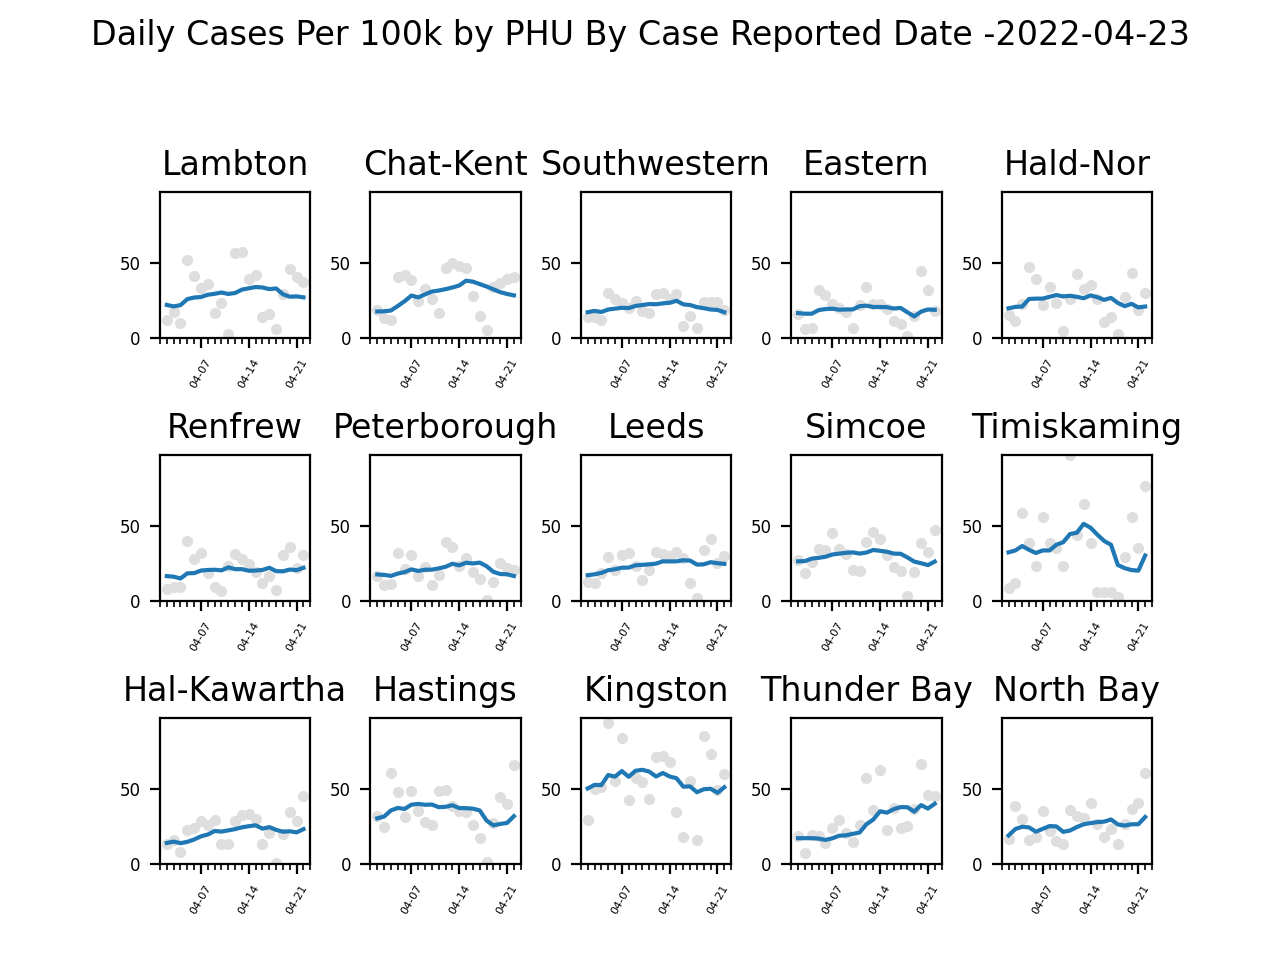 Daily Cases Per 100k by PHU By Case Reported Date -2022-04-23
Lambton Chat-Kent Southwestern Eastern Hald-Nor
50 50 50 50 50
0 0 0 0 0
04-07 04-14 04-21 04-07 04-14 04-21 04-07 04-14 04-21 04-07 04-14 04-21 04-07 04-14 04-21
Renfrew Peterborough Leeds Simcoe Timiskaming
50 50 50 50 50
0 0 0 0 0
04-07 04-14 04-21 04-07 04-14 04-21 04-07 04-14 04-21 04-07 04-14 04-21 04-07 04-14 04-21
Hal-Kawartha Hastings Kingston Thunder Bay North Bay
50 50 50 50 50
0 0 0 0 0
04-07 04-14 04-21 04-07 04-14 04-21 04-07 04-14 04-21 04-07 04-14 04-21 04-07 04-14 04-21